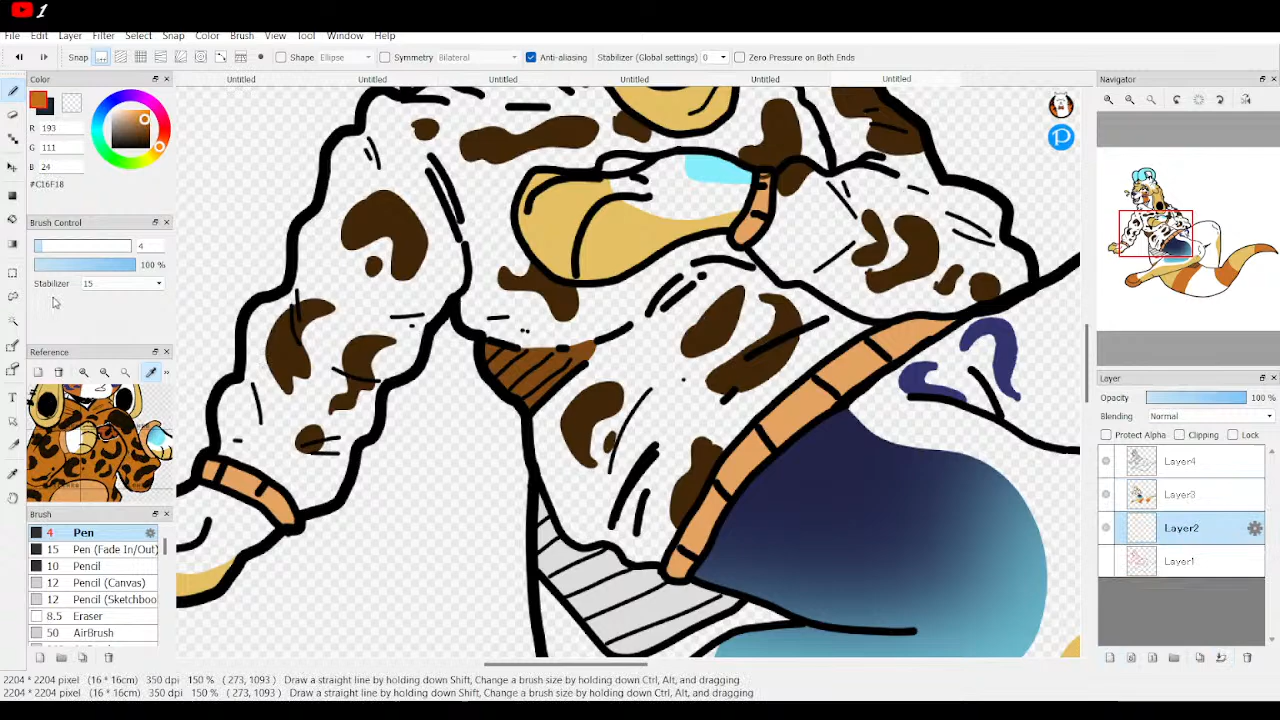 1
File Edit Layer Filter Select Snap Color Brush View Tool Window Help
Snap Shape Ellipse Symmetry Bilateral Anti-aliasing Stabilizer (Global settings) 0 Zero Pressure on Both Ends
Color Untitled Untitled Untitled Untitled Untitled Untitled Navigator
R 193
G 111
B 24
#C16F18
Brush Control
4
100 %
Stabilizer 15
Reference
Layer
Opacity 100 %
Blending Normal
Protect Alpha Clipping Lock
Layer4
Layer3
Layer2
Layer1
Brush
4 Pen
15 Pen (Fade In/Out)
10 Pencil
12 Pencil (Canvas)
12 Pencil (Sketchboo
8.5 Eraser
50 AirBrush
2204 * 2204 pixel (16 * 16cm) 350 dpi 150 % ( 273, 1093 ) Draw a straight line by holding down Shift, Change a brush size by holding down Ctrl, Alt, and dragging
2204 * 2204 pixel (16 * 16cm) 350 dpi 150 % ( 273, 1093 ) Draw a straight line by holding down Shift, Change a brush size by holding down Ctrl, Alt, and dragging